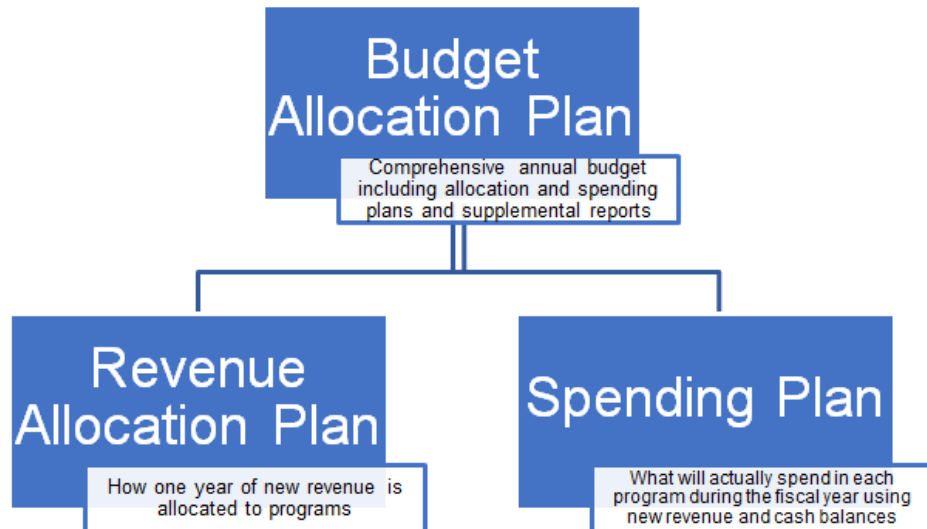 Budget
Allocation Plan
Comprehensive annual budget
including allocation and spending
plans and supplemental reports
Revenue
Allocation Plan
How one year of new revenue is
allocated to programs
Spending Plan
What will actually spend in each
program during the fiscal year using
new revenue and cash balances